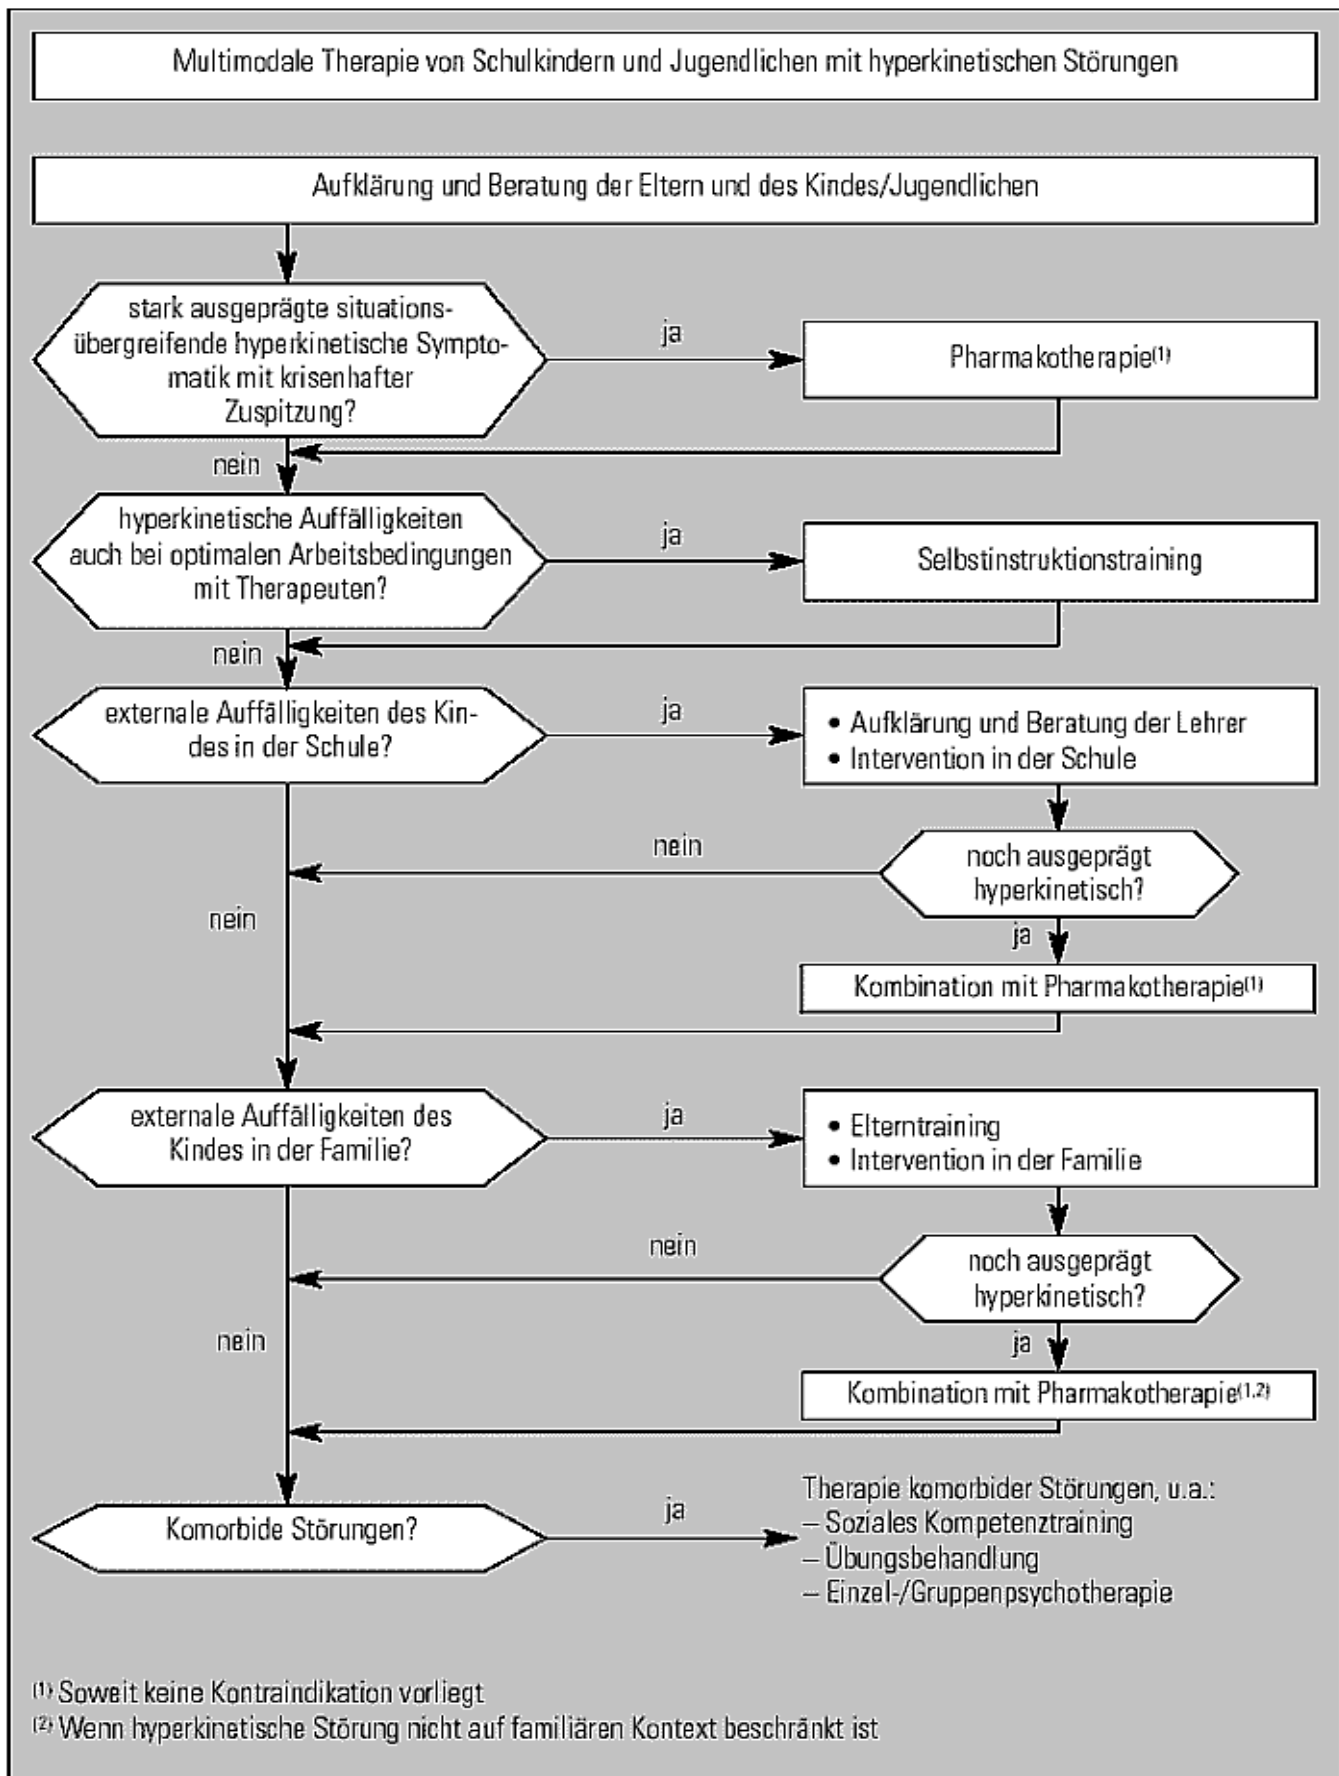 Multimodale Therapie von Schulkindern und Jugendlichen mit hyperkinetischen Störungen
Aufklärung und Beratung der Eltern und des Kindes/Jugendlichen
stark ausgeprägte situations-
übergreifende hyperkinetische Sympto-
matik mit krisenhafter
Zuspitzung?
ja
Pharmakotherapie(1)
nein
hyperkinetische Auffälligkeiten
auch bei optimalen Arbeitsbedingungen
mit Therapeuten?
ja
Selbstinstruktionstraining
nein
externale Auffälligkeiten des Kin-
des in der Schule?
ja
• Aufklärung und Beratung der Lehrer
• Intervention in der Schule
nein
noch ausgeprägt
hyperkinetisch?
nein
ja
Kombination mit Pharmakotherapie(1)
externale Auffälligkeiten des
Kindes in der Familie?
ja
• Elterntraining
• Intervention in der Familie
nein
noch ausgeprägt
hyperkinetisch?
nein
ja
Kombination mit Pharmakotherapie(1,2)
Komorbide Störungen?
ja
Therapie komorbider Störungen, u.a.:
– Soziales Kompetenztraining
– Übungsbehandlung
– Einzel-/Gruppenpsychotherapie
(1) Soweit keine Kontraindikation vorliegt
(2) Wenn hyperkinetische Störung nicht auf familiären Kontext beschränkt ist